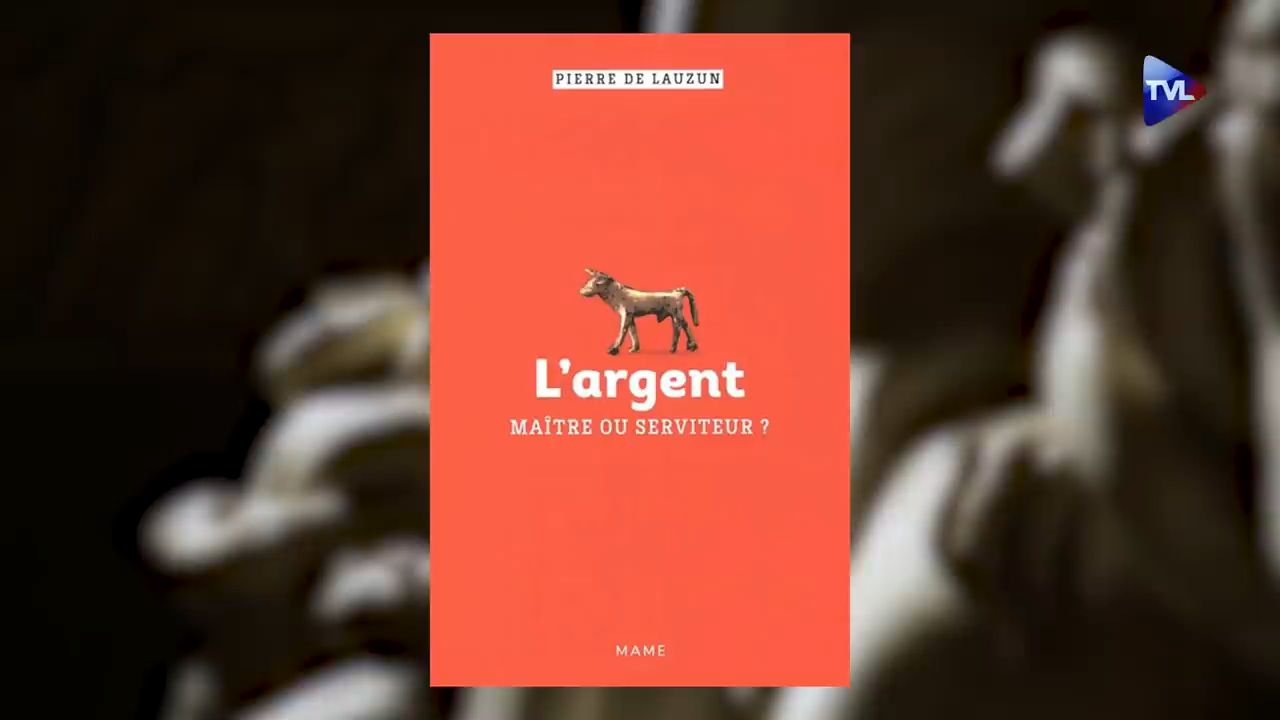 PIERRE DE LAUZUN
TVL
L'argent
MAÎTRE OU SERVITEUR ?
MAME